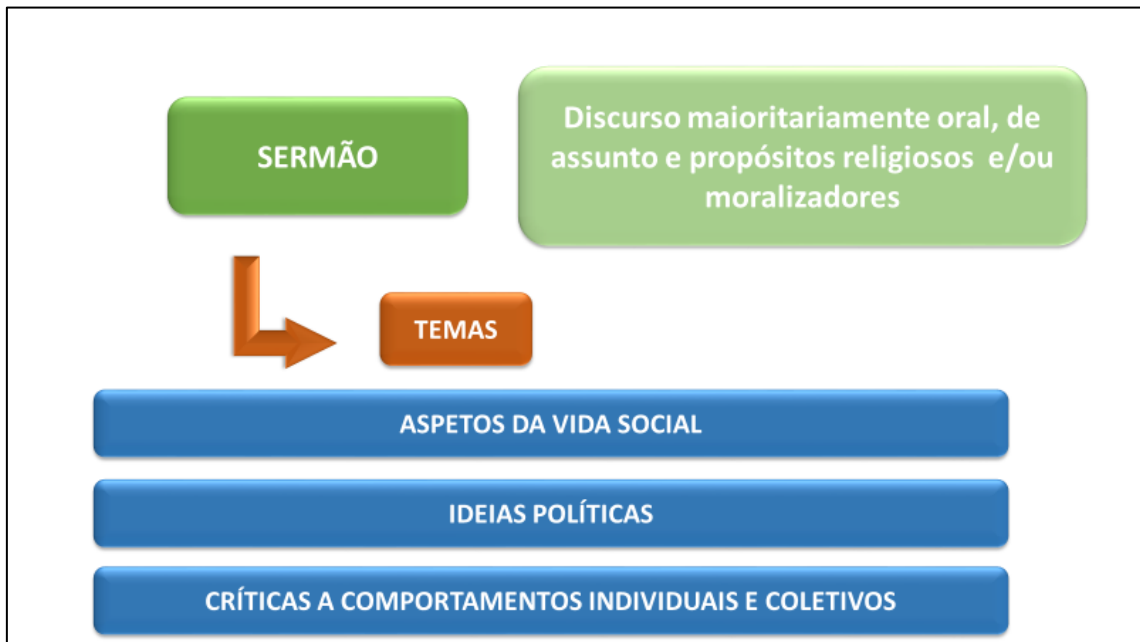 SERMÃO
Discurso maioritariamente oral, de
assunto e propósitos religiosos e/ou
moralizadores
TEMAS
ASPETOS DA VIDA SOCIAL
IDEIAS POLÍTICAS
CRÍTICAS A COMPORTAMENTOS INDIVIDUAIS E COLETIVOS